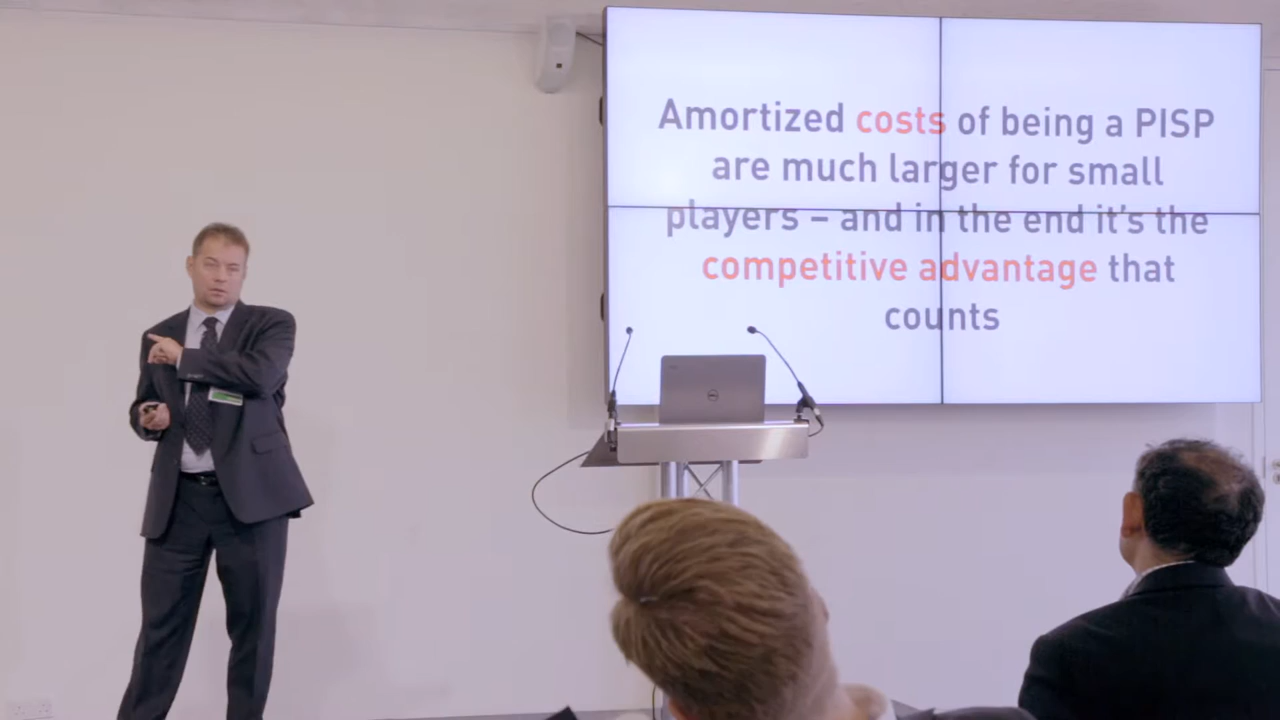 Amortized costs of being a PISP
are much larger for small
players – and in the end it's the
competitive advantage that
counts
DELL